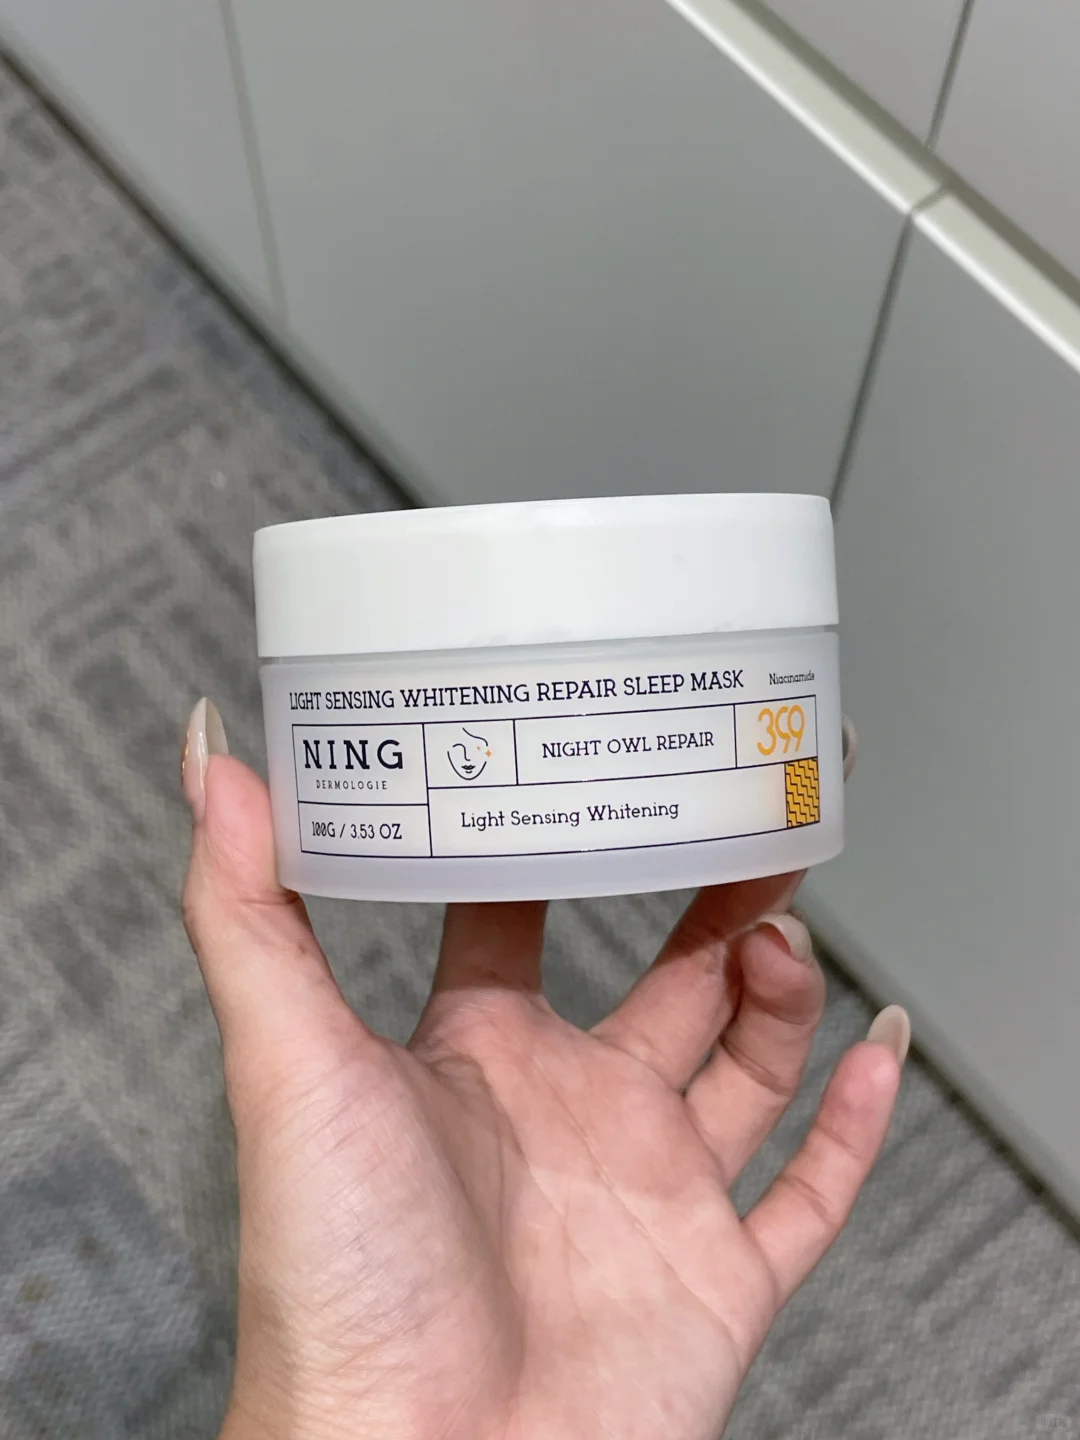 LIGHT SENSING WHITENING REPAIR SLEEP MASK
Niacinamide
NING
DERMOLOGIE
NIGHT OWL REPAIR
399
100G / 3.53 OZ
Light Sensing Whitening